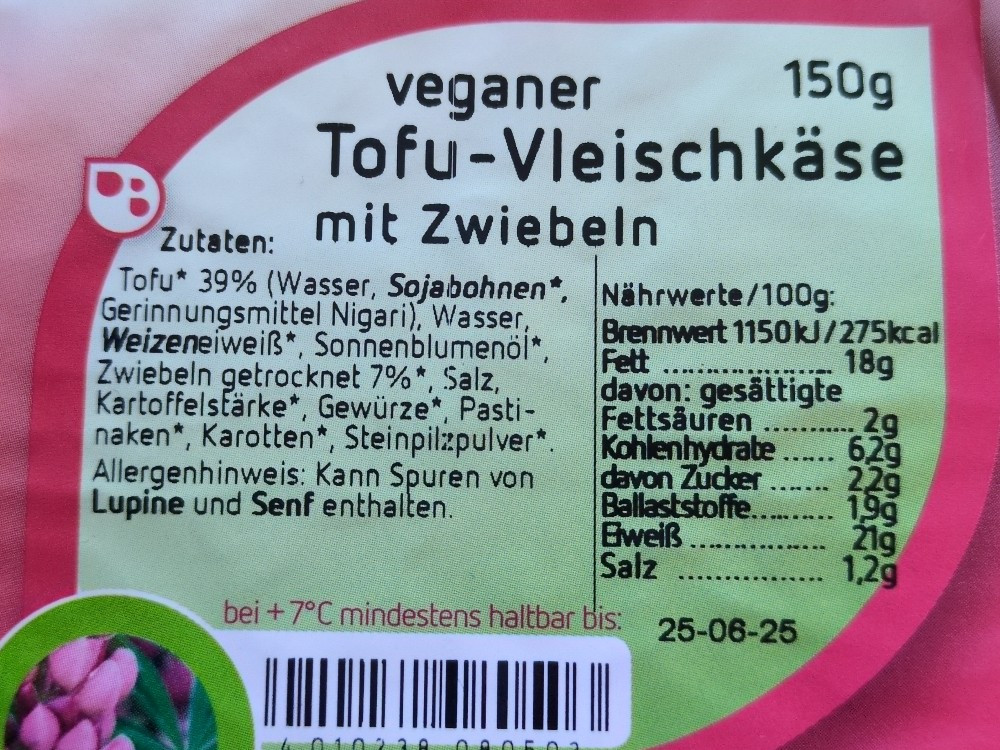 veganer 150g
Tofu-Vleischkäse
mit Zwiebeln
Zutaten:
Tofu* 39% (Wasser, Sojabohnen*,
Gerinnungsmittel Nigari), Wasser,
Weizeneiweiß*, Sonnenblumenöl*,
Zwiebeln getrocknet 7%*, Salz,
Kartoffelstärke*, Gewürze*, Pasti-
naken*, Karotten*, Steinpilzpulver*.
Allergenhinweis: Kann Spuren von
Lupine und Senf enthalten.
Nährwerte/100g:
Brennwert 1150kJ/275kcal
Fett .................... 18g
davon: gesättigte
Fettsäuren ........... 2g
Kohlenhydrate ...... 6,2g
davon Zucker ....... 2,2g
Ballaststoffe........... 1,9g
Eiweiß ................ 21g
Salz ................. 1,2g
bei +7°C mindestens haltbar bis: 25-06-25
4 010238 080503